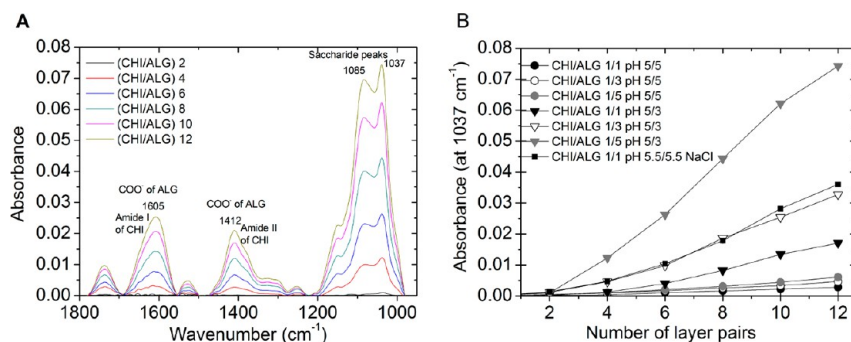 A
0.08
0.07
0.06
0.05
0.04
0.03
0.02
0.01
0.00
Absorbance
(CHI/ALG) 2
(CHI/ALG) 4
(CHI/ALG) 6
(CHI/ALG) 8
(CHI/ALG) 10
(CHI/ALG) 12
Saccharide peaks
1085
1037
COO⁻ of ALG
1605
Amide I
of CHI
COO⁻ of ALG
1412
Amide II
of CHI
1800 1600 1400 1200 1000
Wavenumber (cm⁻¹)
B
0.08
0.07
0.06
0.05
0.04
0.03
0.02
0.01
0.00
Absorbance (at 1037 cm⁻¹)
CHI/ALG 1/1 pH 5/5
CHI/ALG 1/3 pH 5/5
CHI/ALG 1/5 pH 5/5
CHI/ALG 1/1 pH 5/3
CHI/ALG 1/3 pH 5/3
CHI/ALG 1/5 pH 5/3
CHI/ALG 1/1 pH 5.5/5.5 NaCl
2 4 6 8 10 12
Number of layer pairs